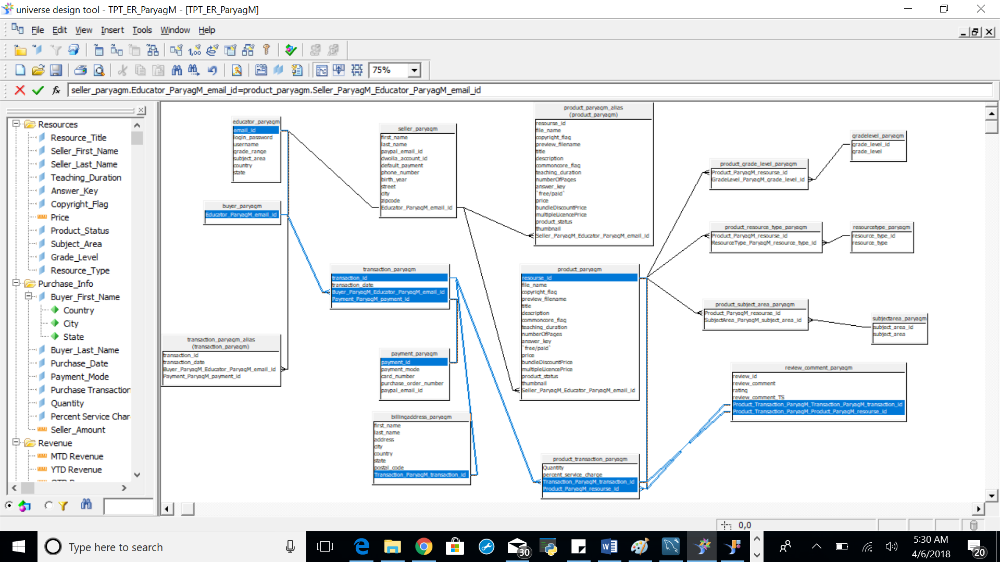 universe design tool - TPT_ER_ParyagM - [TPT_ER_ParyagM]
File Edit View Insert Tools Window Help
75%
seller_paryagm.Educator_ParyagM_email_id=product_paryagm.Seller_ParyagM_Educator_ParyagM_email_id
Resources
Resource_Title
Seller_First_Name
Seller_Last_Name
Teaching_Duration
Answer_Key
Copyright_Flag
Price
Product_Status
Subject_Area
Grade_Level
Resource_Type
Purchase_Info
Buyer_First_Name
Country
City
State
Buyer_Last_Name
Purchase_Date
Payment_Mode
Purchase Transaction
Quantity
Percent Service Char
Seller_Amount
Revenue
MTD Revenue
YTD Revenue
educator_paryagm
email_id
login_password
username
grade_range
subject_area
country
state
buyer_paryagm
Educator_ParyagM_email_id
transaction_paryagm_alias
(transaction_paryagm)
transaction_id
transaction_date
Buyer_ParyagM_Educator_ParyagM_email_id
Payment_ParyagM_payment_id
seller_paryagm
first_name
last_name
paypal_email_id
dwolla_account_id
default_payment
phone_number
birth_year
street
city
zipcode
Educator_ParyagM_email_id
transaction_paryagm
transaction_id
transaction_date
Buyer_ParyagM_Educator_ParyagM_email_id
Payment_ParyagM_payment_id
payment_paryagm
payment_id
payment_mode
card_number
purchase_order_number
paypal_email_id
billingaddress_paryagm
first_name
last_name
address
city
country
state
postal_code
Transaction_ParyagM_transaction_id
product_paryagm_alias
(product_paryagm)
resourse_id
file_name
copyright_flag
preview_filename
title
description
commoncore_flag
teaching_duration
numberOfPages
answer_key
`free/paid`
price
bundleDiscountPrice
multipleLicencePrice
product_status
thumbnail
Seller_ParyagM_Educator_ParyagM_email_id
product_paryagm
resourse_id
file_name
copyright_flag
preview_filename
title
description
commoncore_flag
teaching_duration
numberOfPages
answer_key
`free/paid`
price
bundleDiscountPrice
multipleLicencePrice
product_status
thumbnail
Seller_ParyagM_Educator_ParyagM_email_id
product_transaction_paryagm
Quantity
percent_service_charge
Transaction_ParyagM_transaction_id
Product_ParyagM_resourse_id
product_grade_level_paryagm
Product_ParyagM_resourse_id
GradeLevel_ParyagM_grade_level_id
gradelevel_paryagm
grade_level_id
grade_level
product_resource_type_paryagm
Product_ParyagM_resourse_id
ResourceType_ParyagM_resource_type_id
resourcetype_paryagm
resource_type_id
resource_type
product_subject_area_paryagm
Product_ParyagM_resourse_id
SubjectArea_ParyagM_subject_area_id
subjectarea_paryagm
subject_area_id
subject_area
review_comment_paryagm
review_id
review_comment
rating
review_comment_TS
Product_Transaction_ParyagM_Transaction_ParyagM_transaction_id
Product_Transaction_ParyagM_Product_ParyagM_resourse_id
0,0
Type here to search
30
5:30 AM
4/6/2018
20